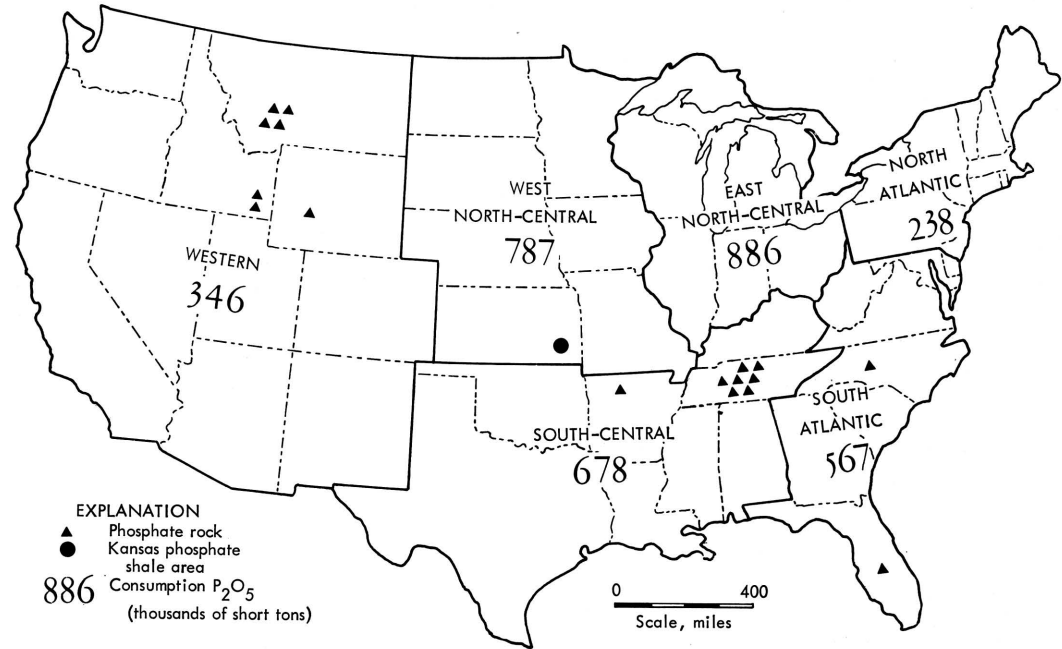 WESTERN
346
WEST
NORTH-CENTRAL
787
EAST
NORTH-CENTRAL
886
NORTH
ATLANTIC
238
SOUTH-CENTRAL
678
SOUTH
ATLANTIC
567
EXPLANATION
Phosphate rock
Kansas phosphate
shale area
886 Consumption P₂O₅
(thousands of short tons)
0 400
Scale, miles